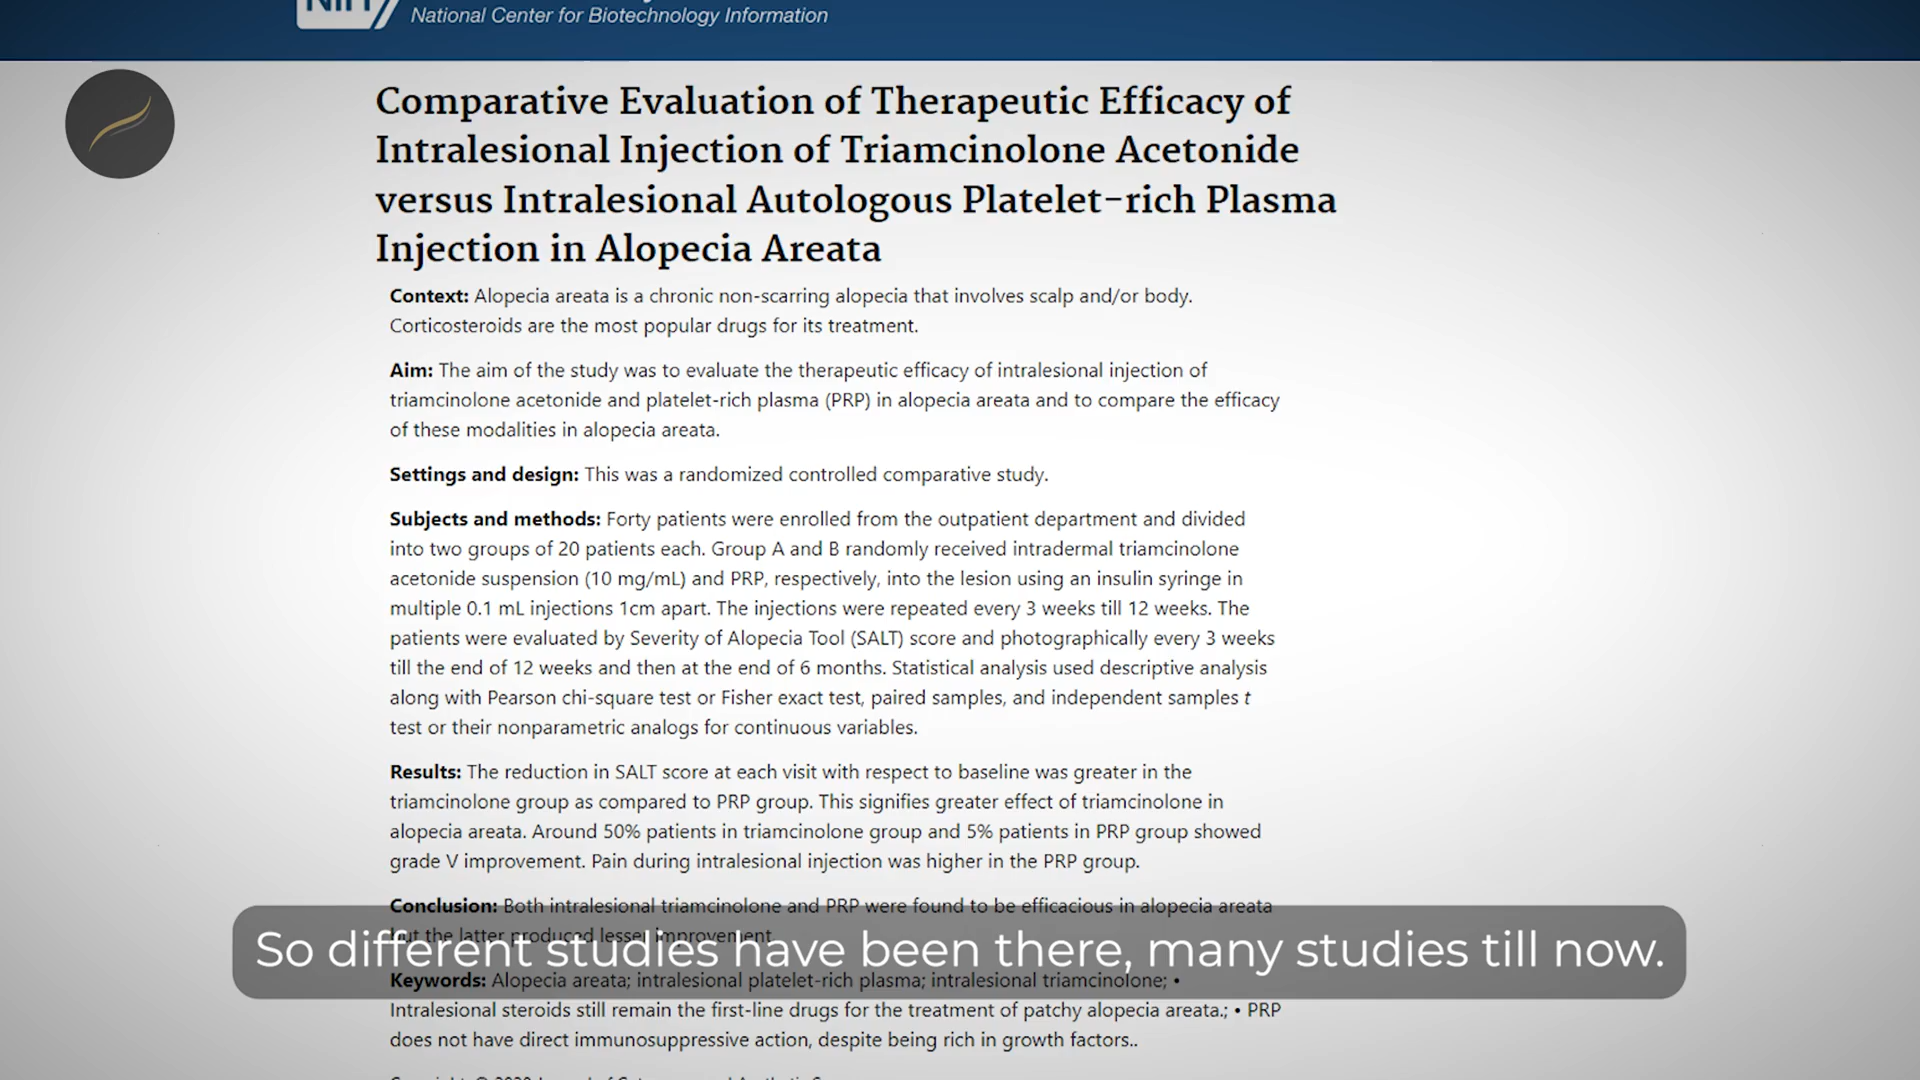 NIH
National Center for Biotechnology Information
Comparative Evaluation of Therapeutic Efficacy of
Intralesional Injection of Triamcinolone Acetonide
versus Intralesional Autologous Platelet-rich Plasma
Injection in Alopecia Areata
Context: Alopecia areata is a chronic non-scarring alopecia that involves scalp and/or body.
Corticosteroids are the most popular drugs for its treatment.
Aim: The aim of the study was to evaluate the therapeutic efficacy of intralesional injection of
triamcinolone acetonide and platelet-rich plasma (PRP) in alopecia areata and to compare the efficacy
of these modalities in alopecia areata.
Settings and design: This was a randomized controlled comparative study.
Subjects and methods: Forty patients were enrolled from the outpatient department and divided
into two groups of 20 patients each. Group A and B randomly received intradermal triamcinolone
acetonide suspension (10 mg/mL) and PRP, respectively, into the lesion using an insulin syringe in
multiple 0.1 mL injections 1cm apart. The injections were repeated every 3 weeks till 12 weeks. The
patients were evaluated by Severity of Alopecia Tool (SALT) score and photographically every 3 weeks
till the end of 12 weeks and then at the end of 6 months. Statistical analysis used descriptive analysis
along with Pearson chi-square test or Fisher exact test, paired samples, and independent samples t
test or their nonparametric analogs for continuous variables.
Results: The reduction in SALT score at each visit with respect to baseline was greater in the
triamcinolone group as compared to PRP group. This signifies greater effect of triamcinolone in
alopecia areata. Around 50% patients in triamcinolone group and 5% patients in PRP group showed
grade V improvement. Pain during intralesional injection was higher in the PRP group.
Conclusion: Both intralesional triamcinolone and PRP were found to be efficacious in alopecia areata
but the latter produced lesser improvement
So different studies have been there, many studies till now.
Keywords: Alopecia areata; intralesional platelet-rich plasma; intralesional triamcinolone; •
Intralesional steroids still remain the first-line drugs for the treatment of patchy alopecia areata.; • PRP
does not have direct immunosuppressive action, despite being rich in growth factors..